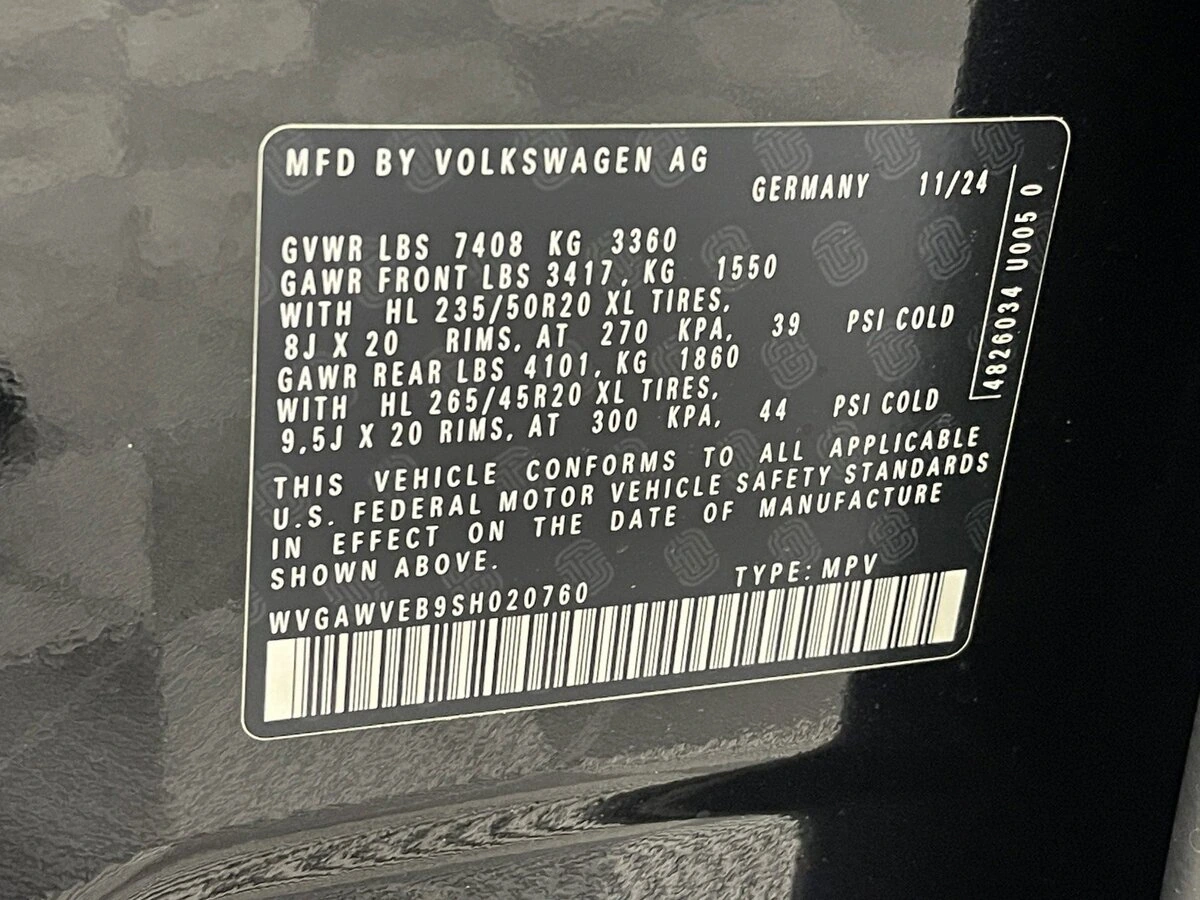 MFD BY VOLKSWAGEN AG
GERMANY 11/24
GVWR LBS 7408 KG 3360
GAWR FRONT LBS 3417, KG 1550
WITH HL 235/50R20 XL TIRES,
8J X 20 RIMS, AT 270 KPA, 39 PSI COLD
GAWR REAR LBS 4101, KG 1860
WITH HL 265/45R20 XL TIRES,
9,5J X 20 RIMS, AT 300 KPA, 44 PSI COLD
THIS VEHICLE CONFORMS TO ALL APPLICABLE
U.S. FEDERAL MOTOR VEHICLE SAFETY STANDARDS
IN EFFECT ON THE DATE OF MANUFACTURE
SHOWN ABOVE.
WVGAWVEB9SH020760 TYPE: MPV
4826034 U005 0